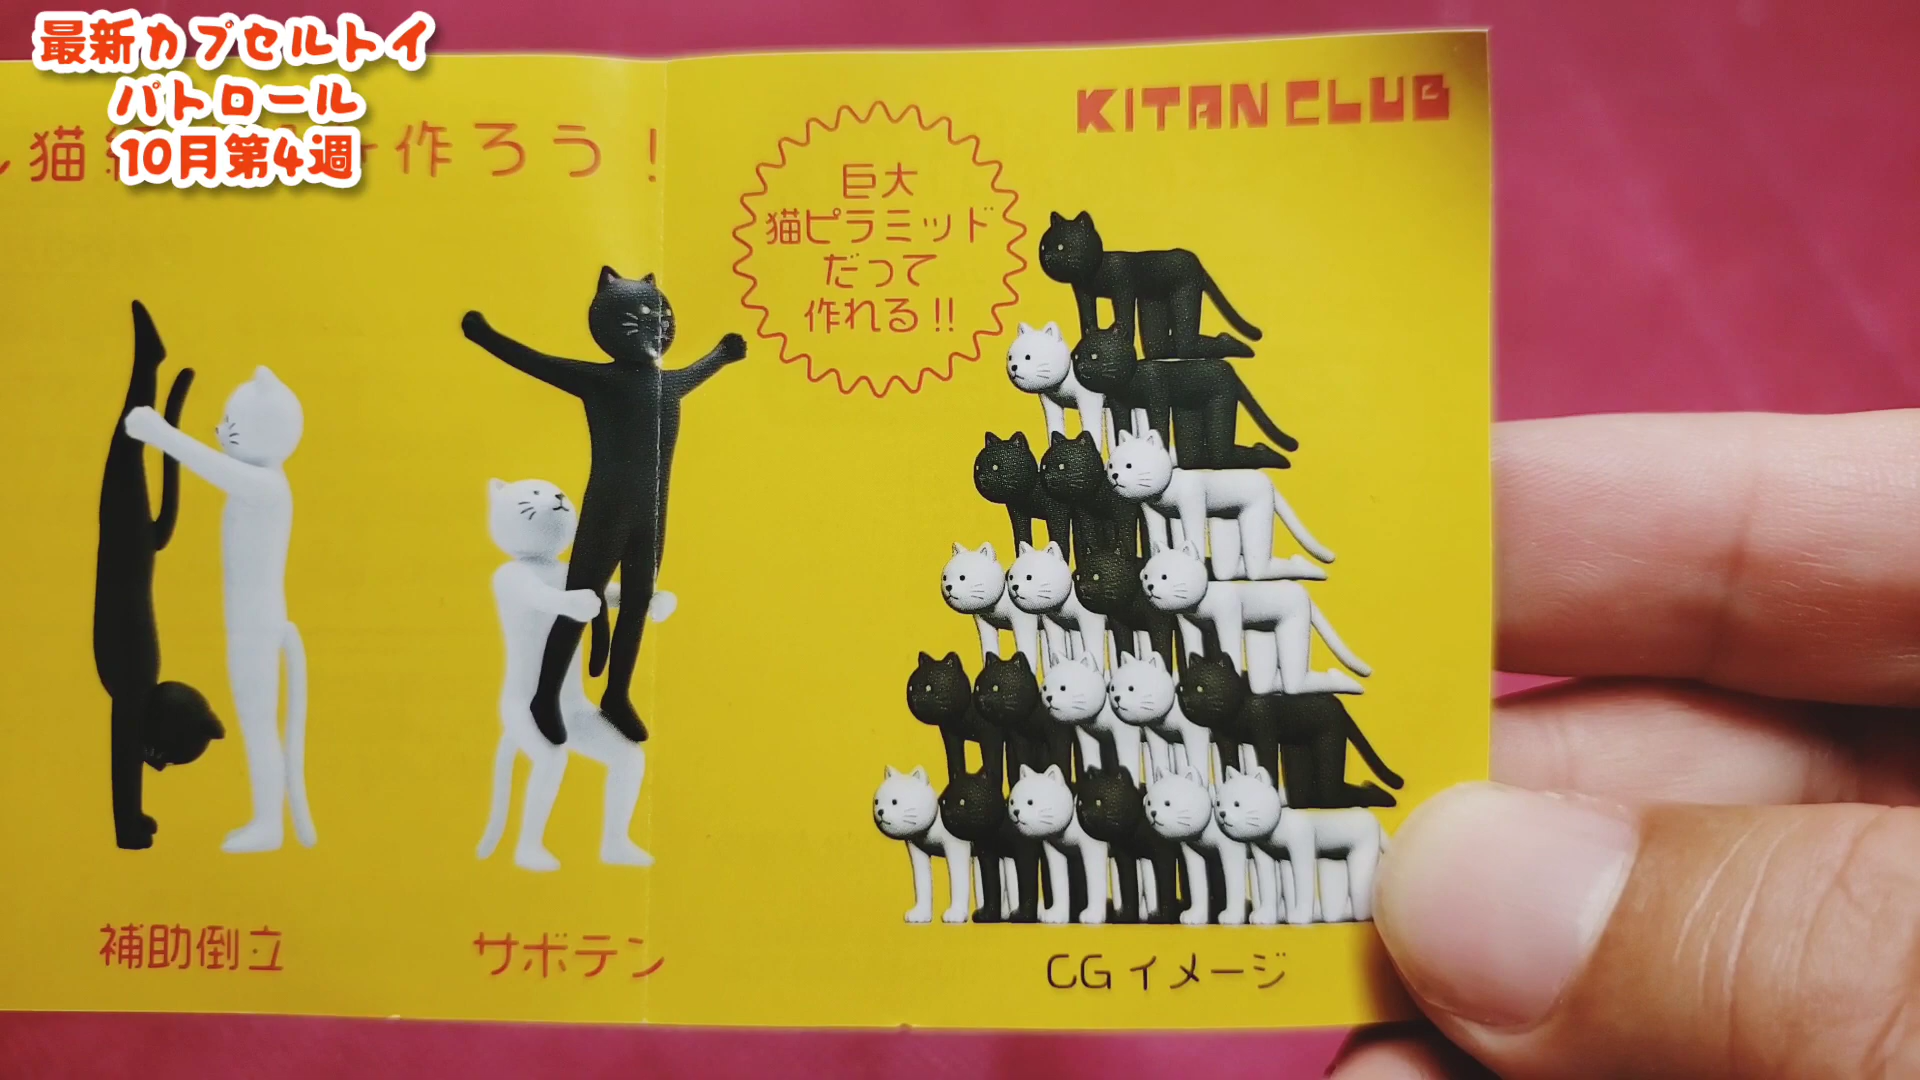 最新カプセルトイ
パトロール
10月第4週
猫 作ろう!
KITAN CLUB
巨大
猫ピラミッド
だって
作れる!!
補助倒立
サボテン
CGイメージ